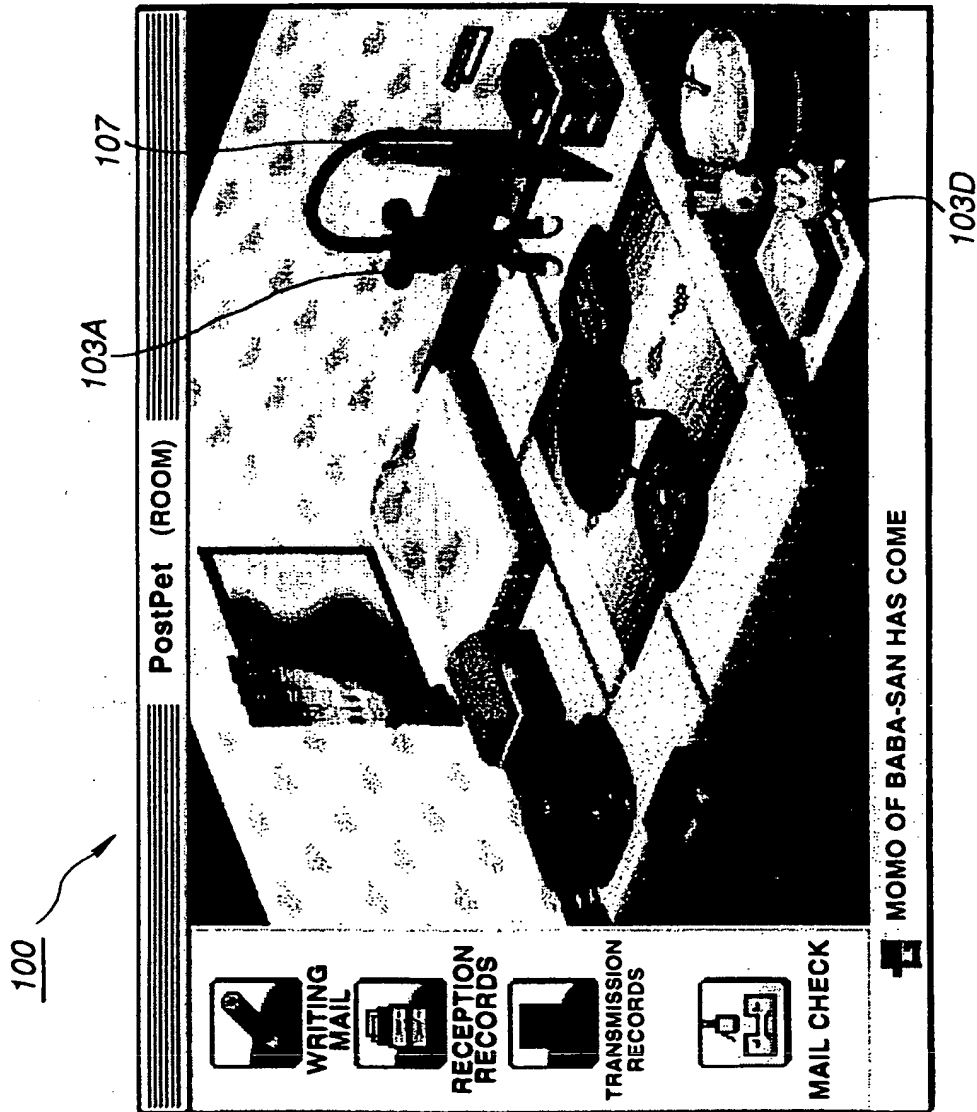 100
PostPet (ROOM)
103A
107
WRITING
MAIL
RECEPTION
RECORDS
TRANSMISSION
RECORDS
MAIL CHECK
MOMO OF BABA-SAN HAS COME
103D